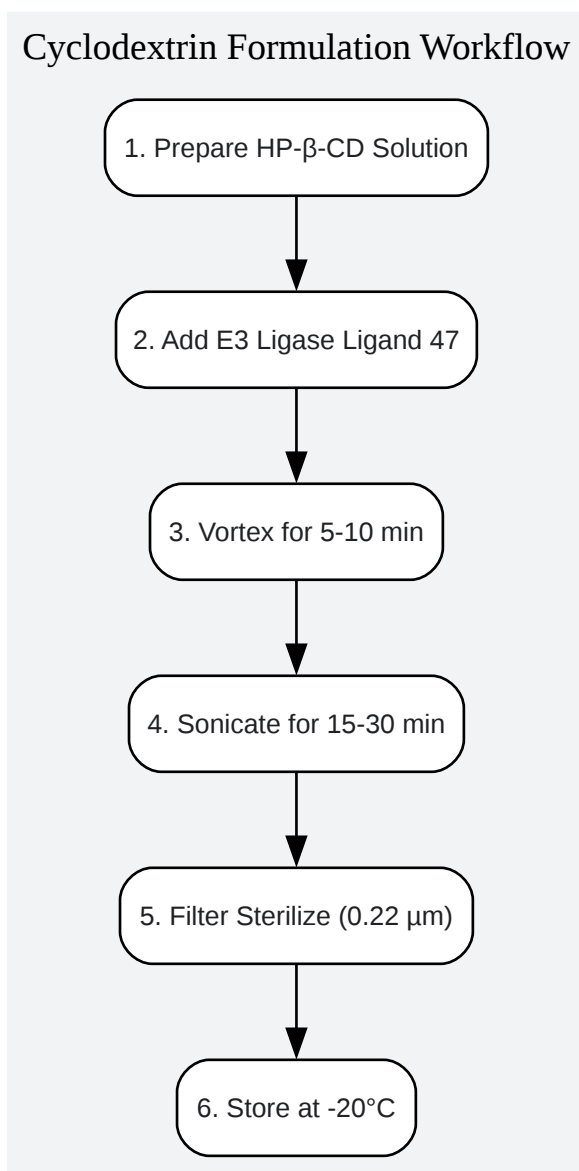 Cyclodextrin Formulation Workflow
1. Prepare HP-β-CD Solution
2. Add E3 Ligase Ligand 47
3. Vortex for 5-10 min
4. Sonicate for 15-30 min
5. Filter Sterilize (0.22 µm)
6. Store at -20°C